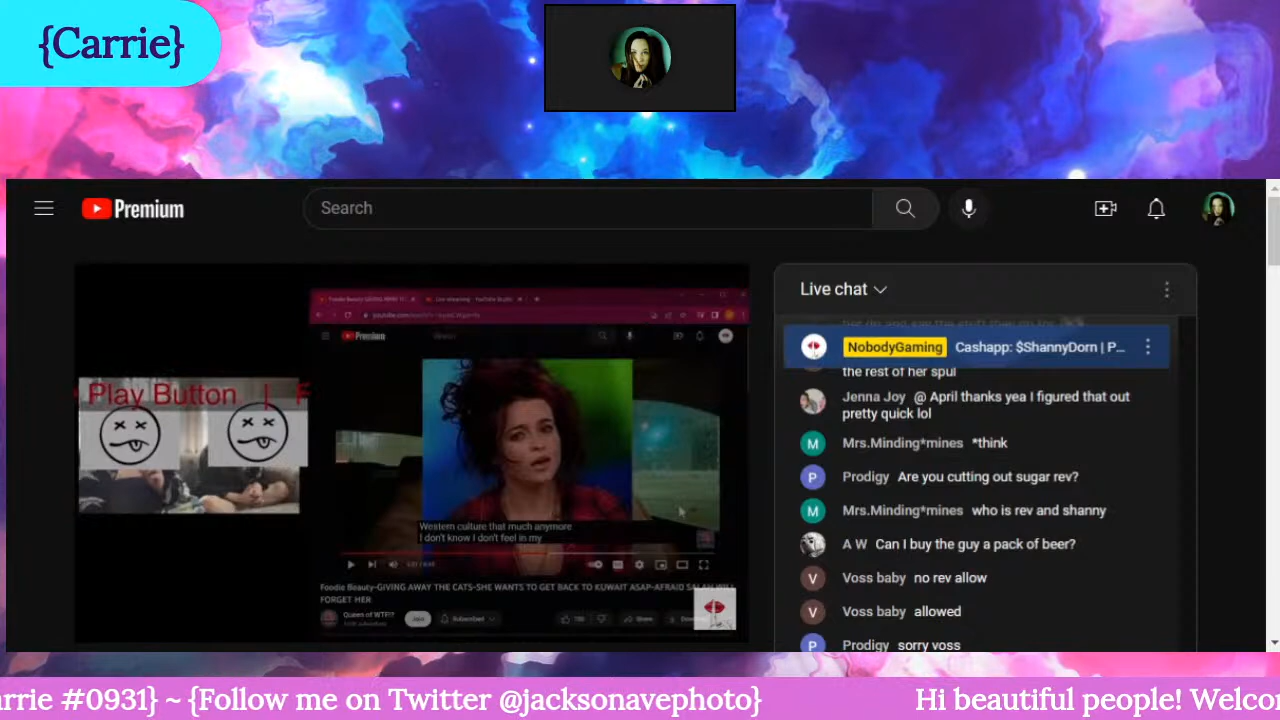 {Carrie}
Premium
Search
Live chat
NobodyGaming Cashapp: $ShannyDorn | P...
the rest of her spul
Jenna Joy @ April thanks yea I figured that out
pretty quick lol
M Mrs.Minding*mines *think
P Prodigy Are you cutting out sugar rev?
M Mrs.Minding*mines who is rev and shanny
A W Can I buy the guy a pack of beer?
V Voss baby no rev allow
V Voss baby allowed
P Prodigy sorry voss
Play Button | F
Premium
Western culture that much anymore
I don't know I don't feel in my
Foodie Beauty-GIVING AWAY THE CATS-SHE WANTS TO GET BACK TO KUWAIT ASAP-AFRAID SALAH WILL
FORGET HER
Queen of WTF!?
Join
Subscribed
arrie #0931} ~ {Follow me on Twitter @jacksonavephoto}
Hi beautiful people! Welco